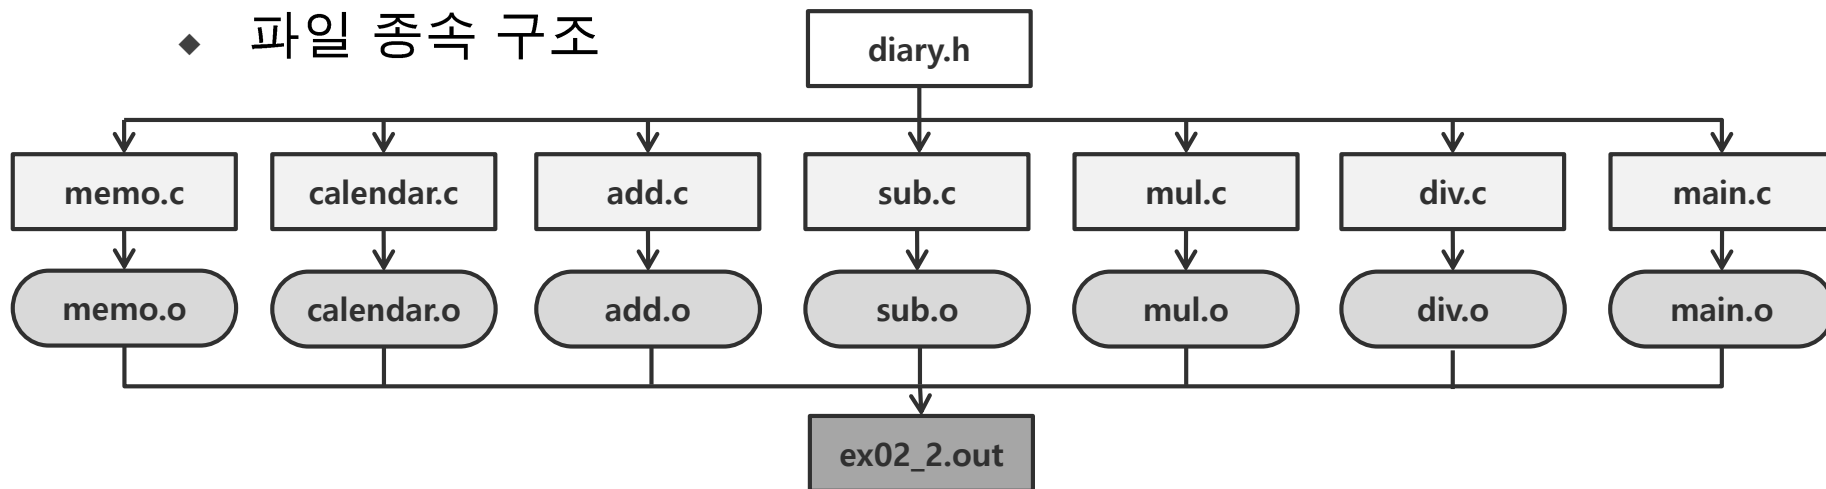 ◆ 파일 종속 구조
diary.h
memo.c calendar.c add.c sub.c mul.c div.c main.c
memo.o calendar.o add.o sub.o mul.o div.o main.o
ex02_2.out